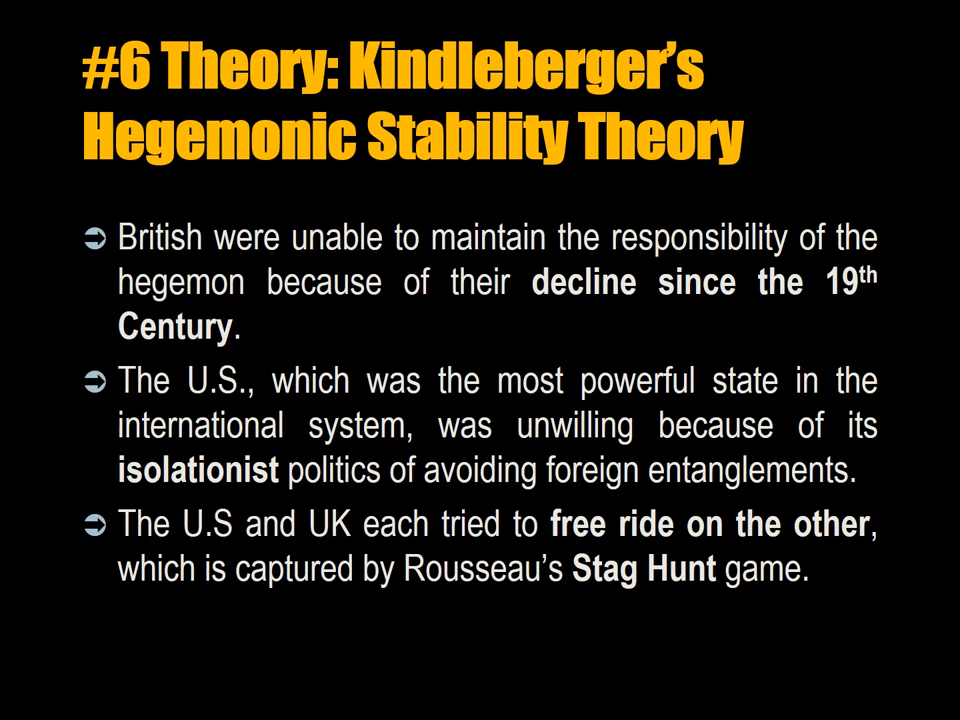 #6 Theory: Kindleberger’s
Hegemonic Stability Theory
British were unable to maintain the responsibility of the
hegemon because of their decline since the 19th
Century.
The U.S., which was the most powerful state in the
international system, was unwilling because of its
isolationist politics of avoiding foreign entanglements.
The U.S and UK each tried to free ride on the other,
which is captured by Rousseau’s Stag Hunt game.